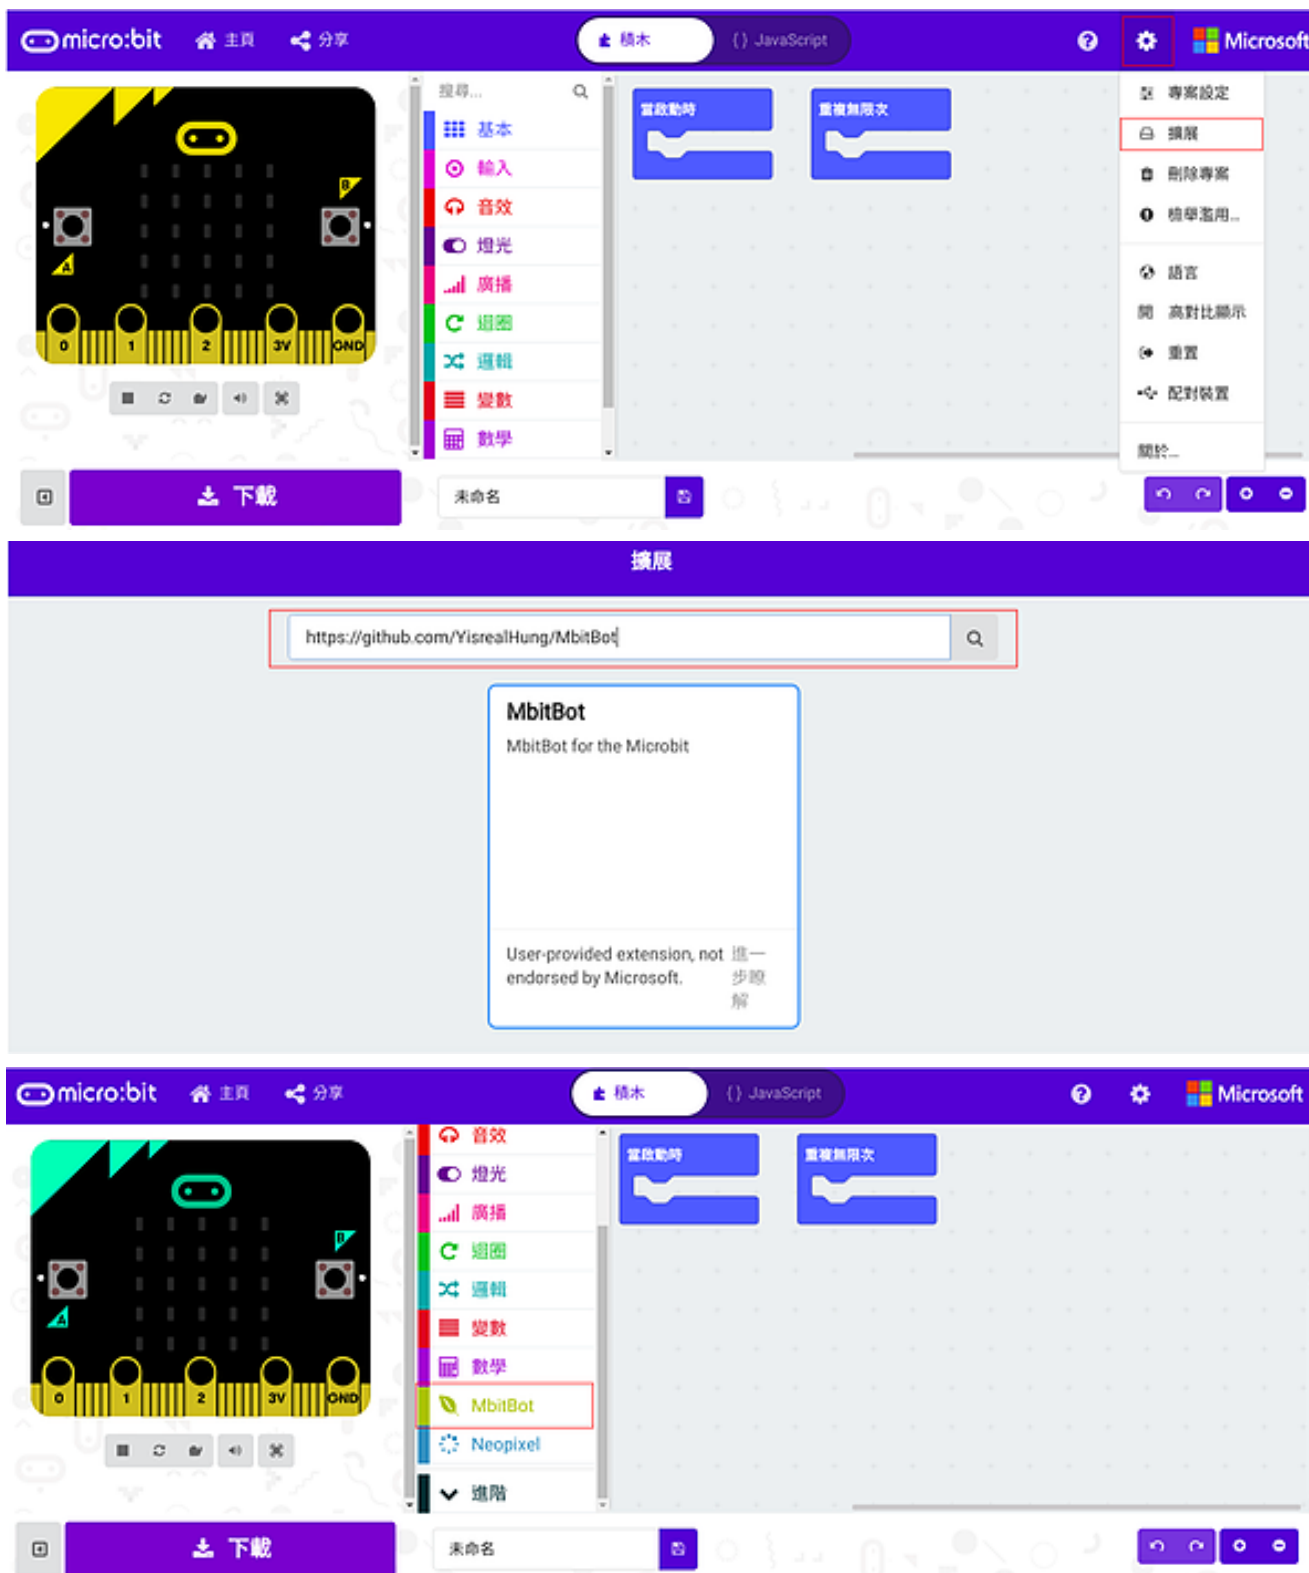 micro:bit 主頁 分享 積木 {} JavaScript Microsoft
搜尋...
基本
輸入
音效
燈光
廣播
迴圈
邏輯
變數
數學
當啟動時 重複無限次
專案設定
擴展
刪除專案
檢舉濫用...
語言
高對比顯示
重置
配對裝置
關於...
B
A
0 1 2 3V GND
下載 未命名
擴展
https://github.com/YisrealHung/MbitBot
MbitBot
MbitBot for the Microbit
User-provided extension, not
endorsed by Microsoft.
進一
步瞭
解
micro:bit 主頁 分享 積木 {} JavaScript Microsoft
音效
燈光
廣播
迴圈
邏輯
變數
數學
MbitBot
Neopixel
進階
當啟動時 重複無限次
B
A
0 1 2 3V GND
下載 未命名